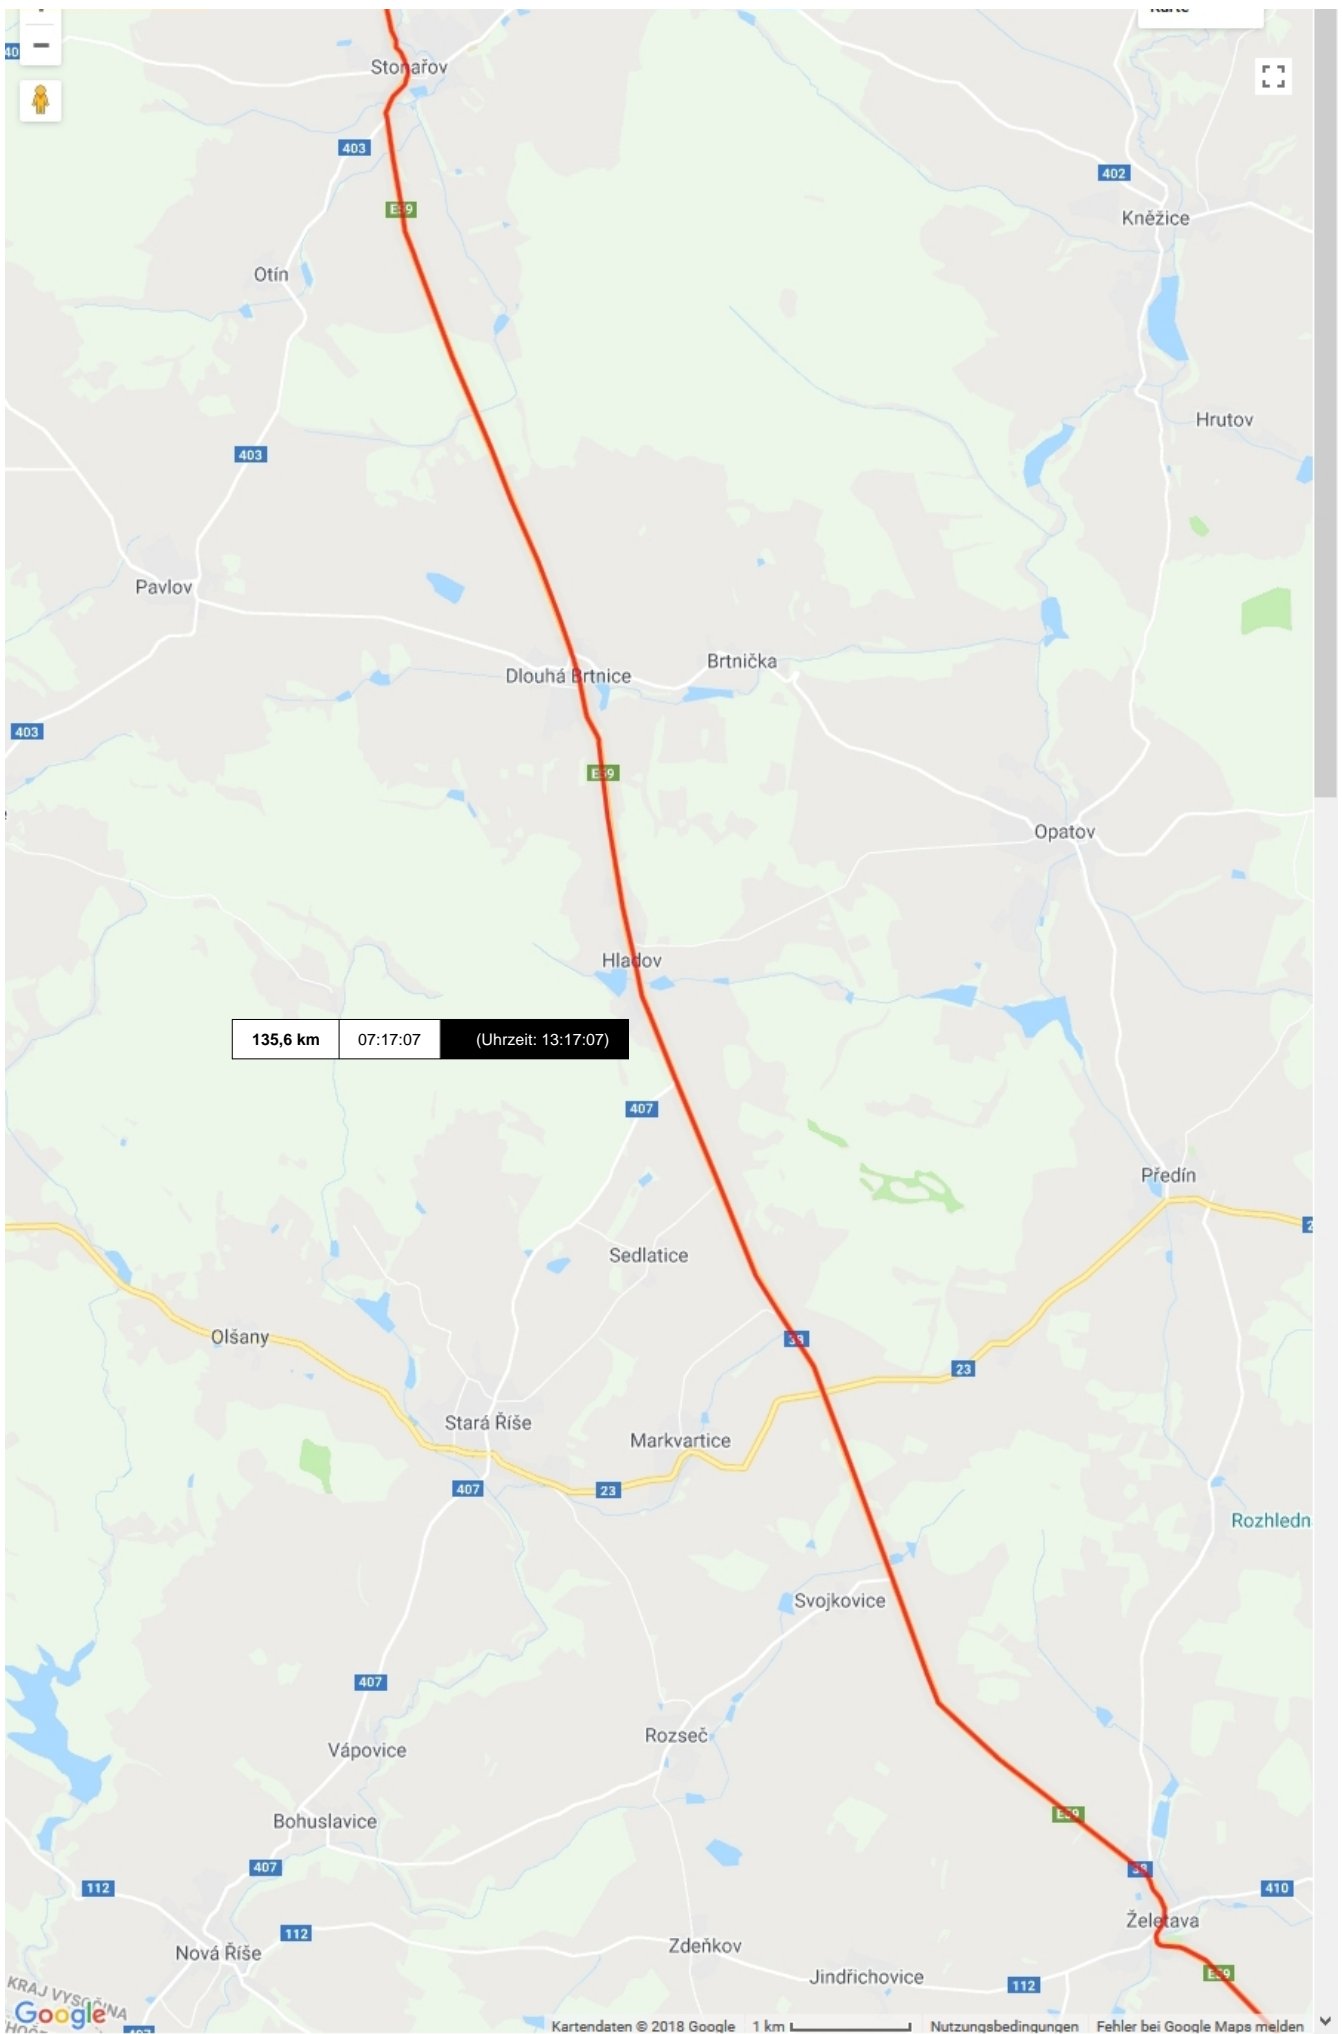 Stonařov
403
402
E59
Kněžice
Otín
Hrutov
403
Pavlov
Brtnička
Dlouhá Brtnice
403
E59
Opatov
Hladov
135,6 km 07:17:07 (Uhrzeit: 13:17:07)
407
Předín
Sedlatice
Olšany
38
23
Stará Říše
Markvartice
407
23
Rozhledn
Svojkovice
407
Rozseč
Vápovice
E59
Bohuslavice
407
38
112
410
Želetava
112
Zdeňkov
Nová Říše
E59
Jindřichovice
112
KRAJ VYSOČINA
Google
Kartendaten © 2018 Google 1 km Nutzungsbedingungen Fehler bei Google Maps melden